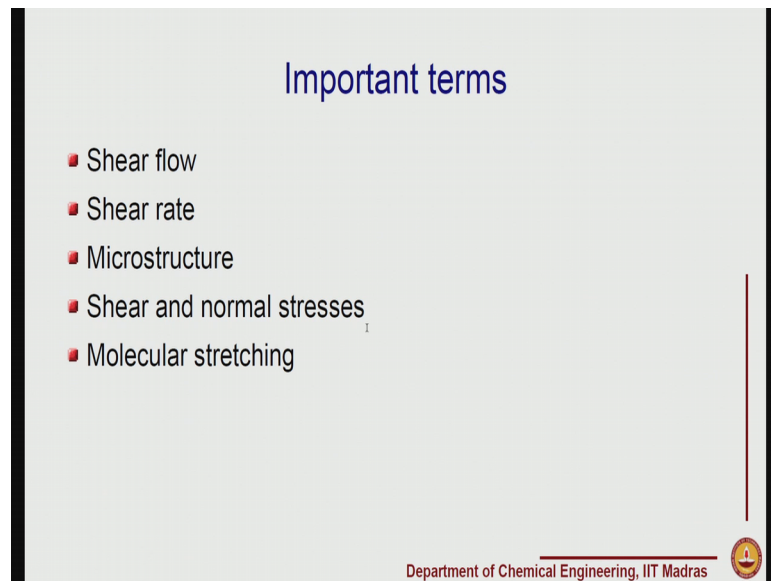 Important terms
Shear flow
Shear rate
Microstructure
Shear and normal stresses
Molecular stretching
Department of Chemical Engineering, IIT Madras